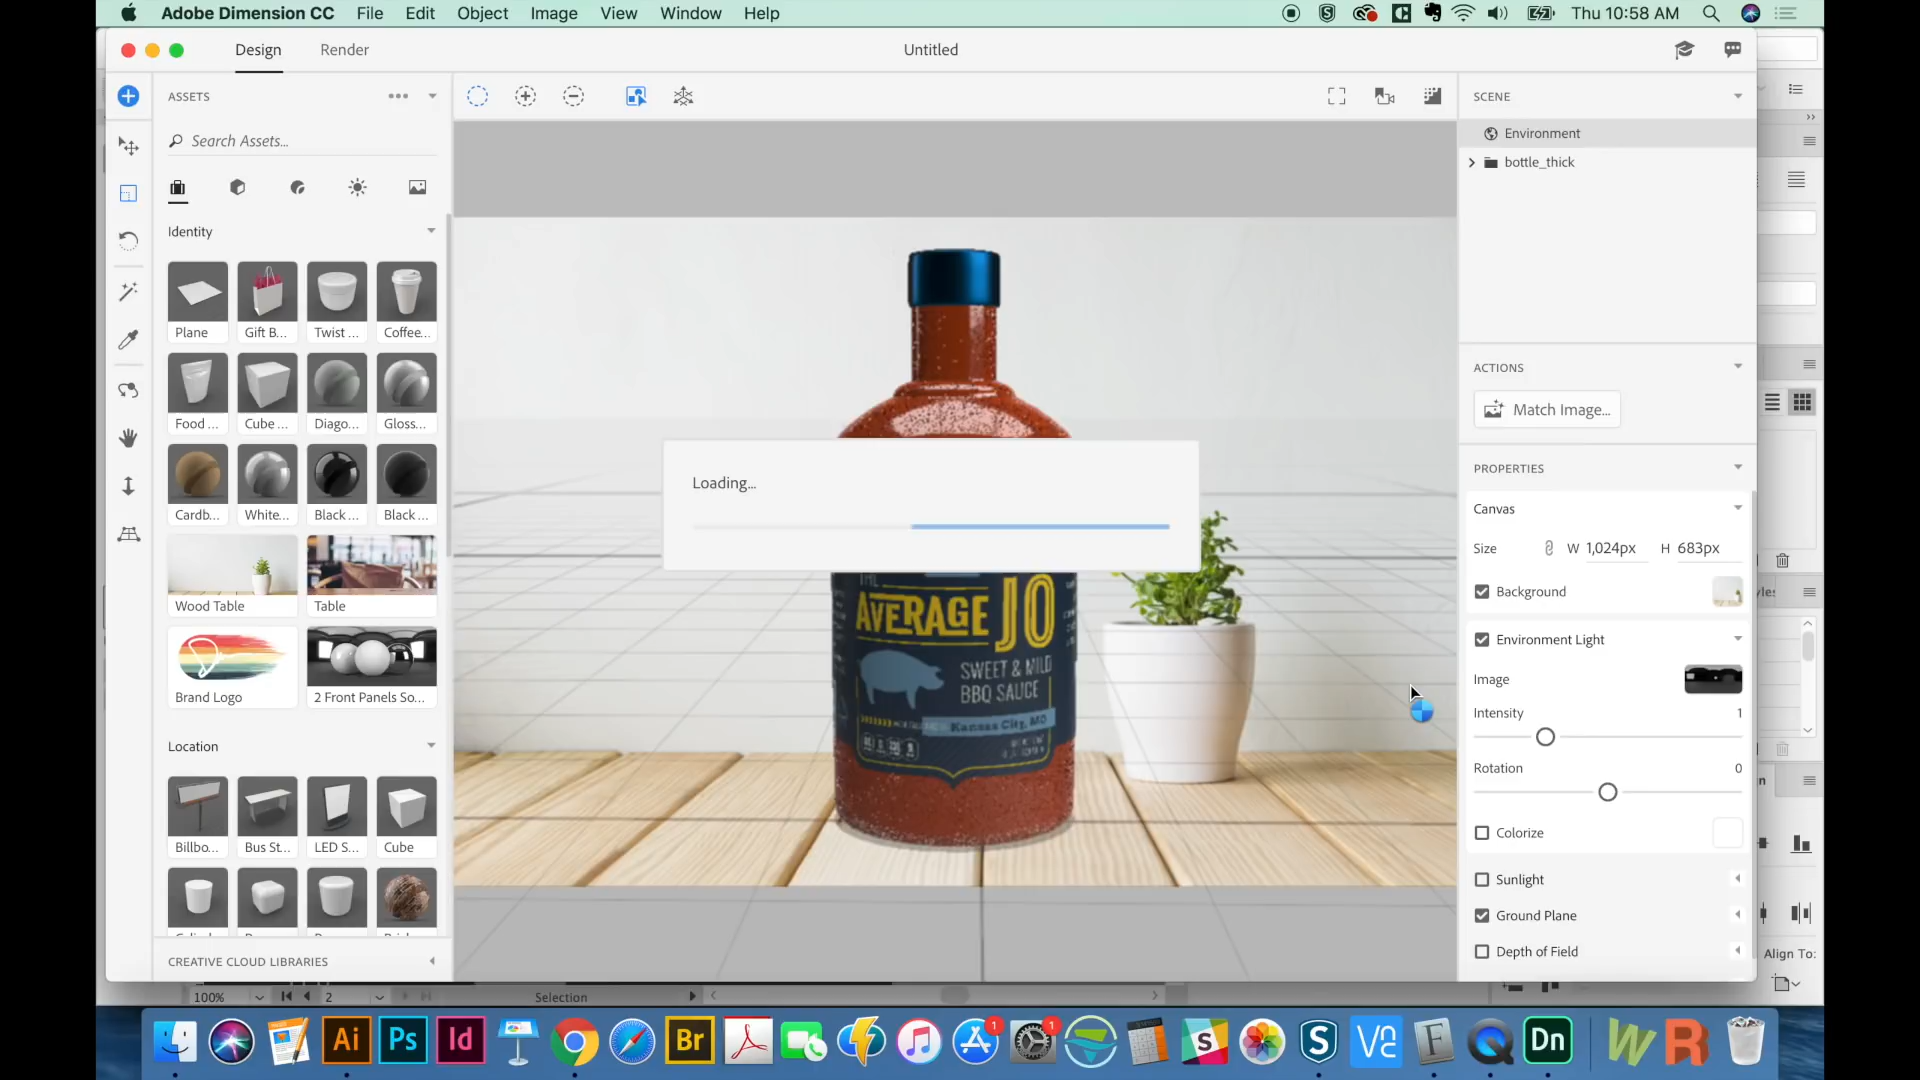 Adobe Dimension CC File Edit Object Image View Window Help Thu 10:58 AM
Design Render Untitled
ASSETS
Search Assets...
Identity
Plane Gift B... Twist ... Coffee...
Food ... Cube ... Diago... Gloss...
Cardb... White... Black ... Black ...
Wood Table Table
Brand Logo 2 Front Panels So...
Location
Billbo... Bus St... LED S... Cube
CREATIVE CLOUD LIBRARIES
Loading...
THE
AVERAGE JO
SWEET & MILD
BBQ SAUCE
Kansas City, MO
SCENE
Environment
bottle_thick
ACTIONS
Match Image...
PROPERTIES
Canvas
Size W 1,024px H 683px
Background
Environment Light
Image
Intensity 1
Rotation 0
Colorize
Sunlight
Ground Plane
Depth of Field
Align To:
100% 2 Selection
Ai Ps Id Br 1 1 S Dn